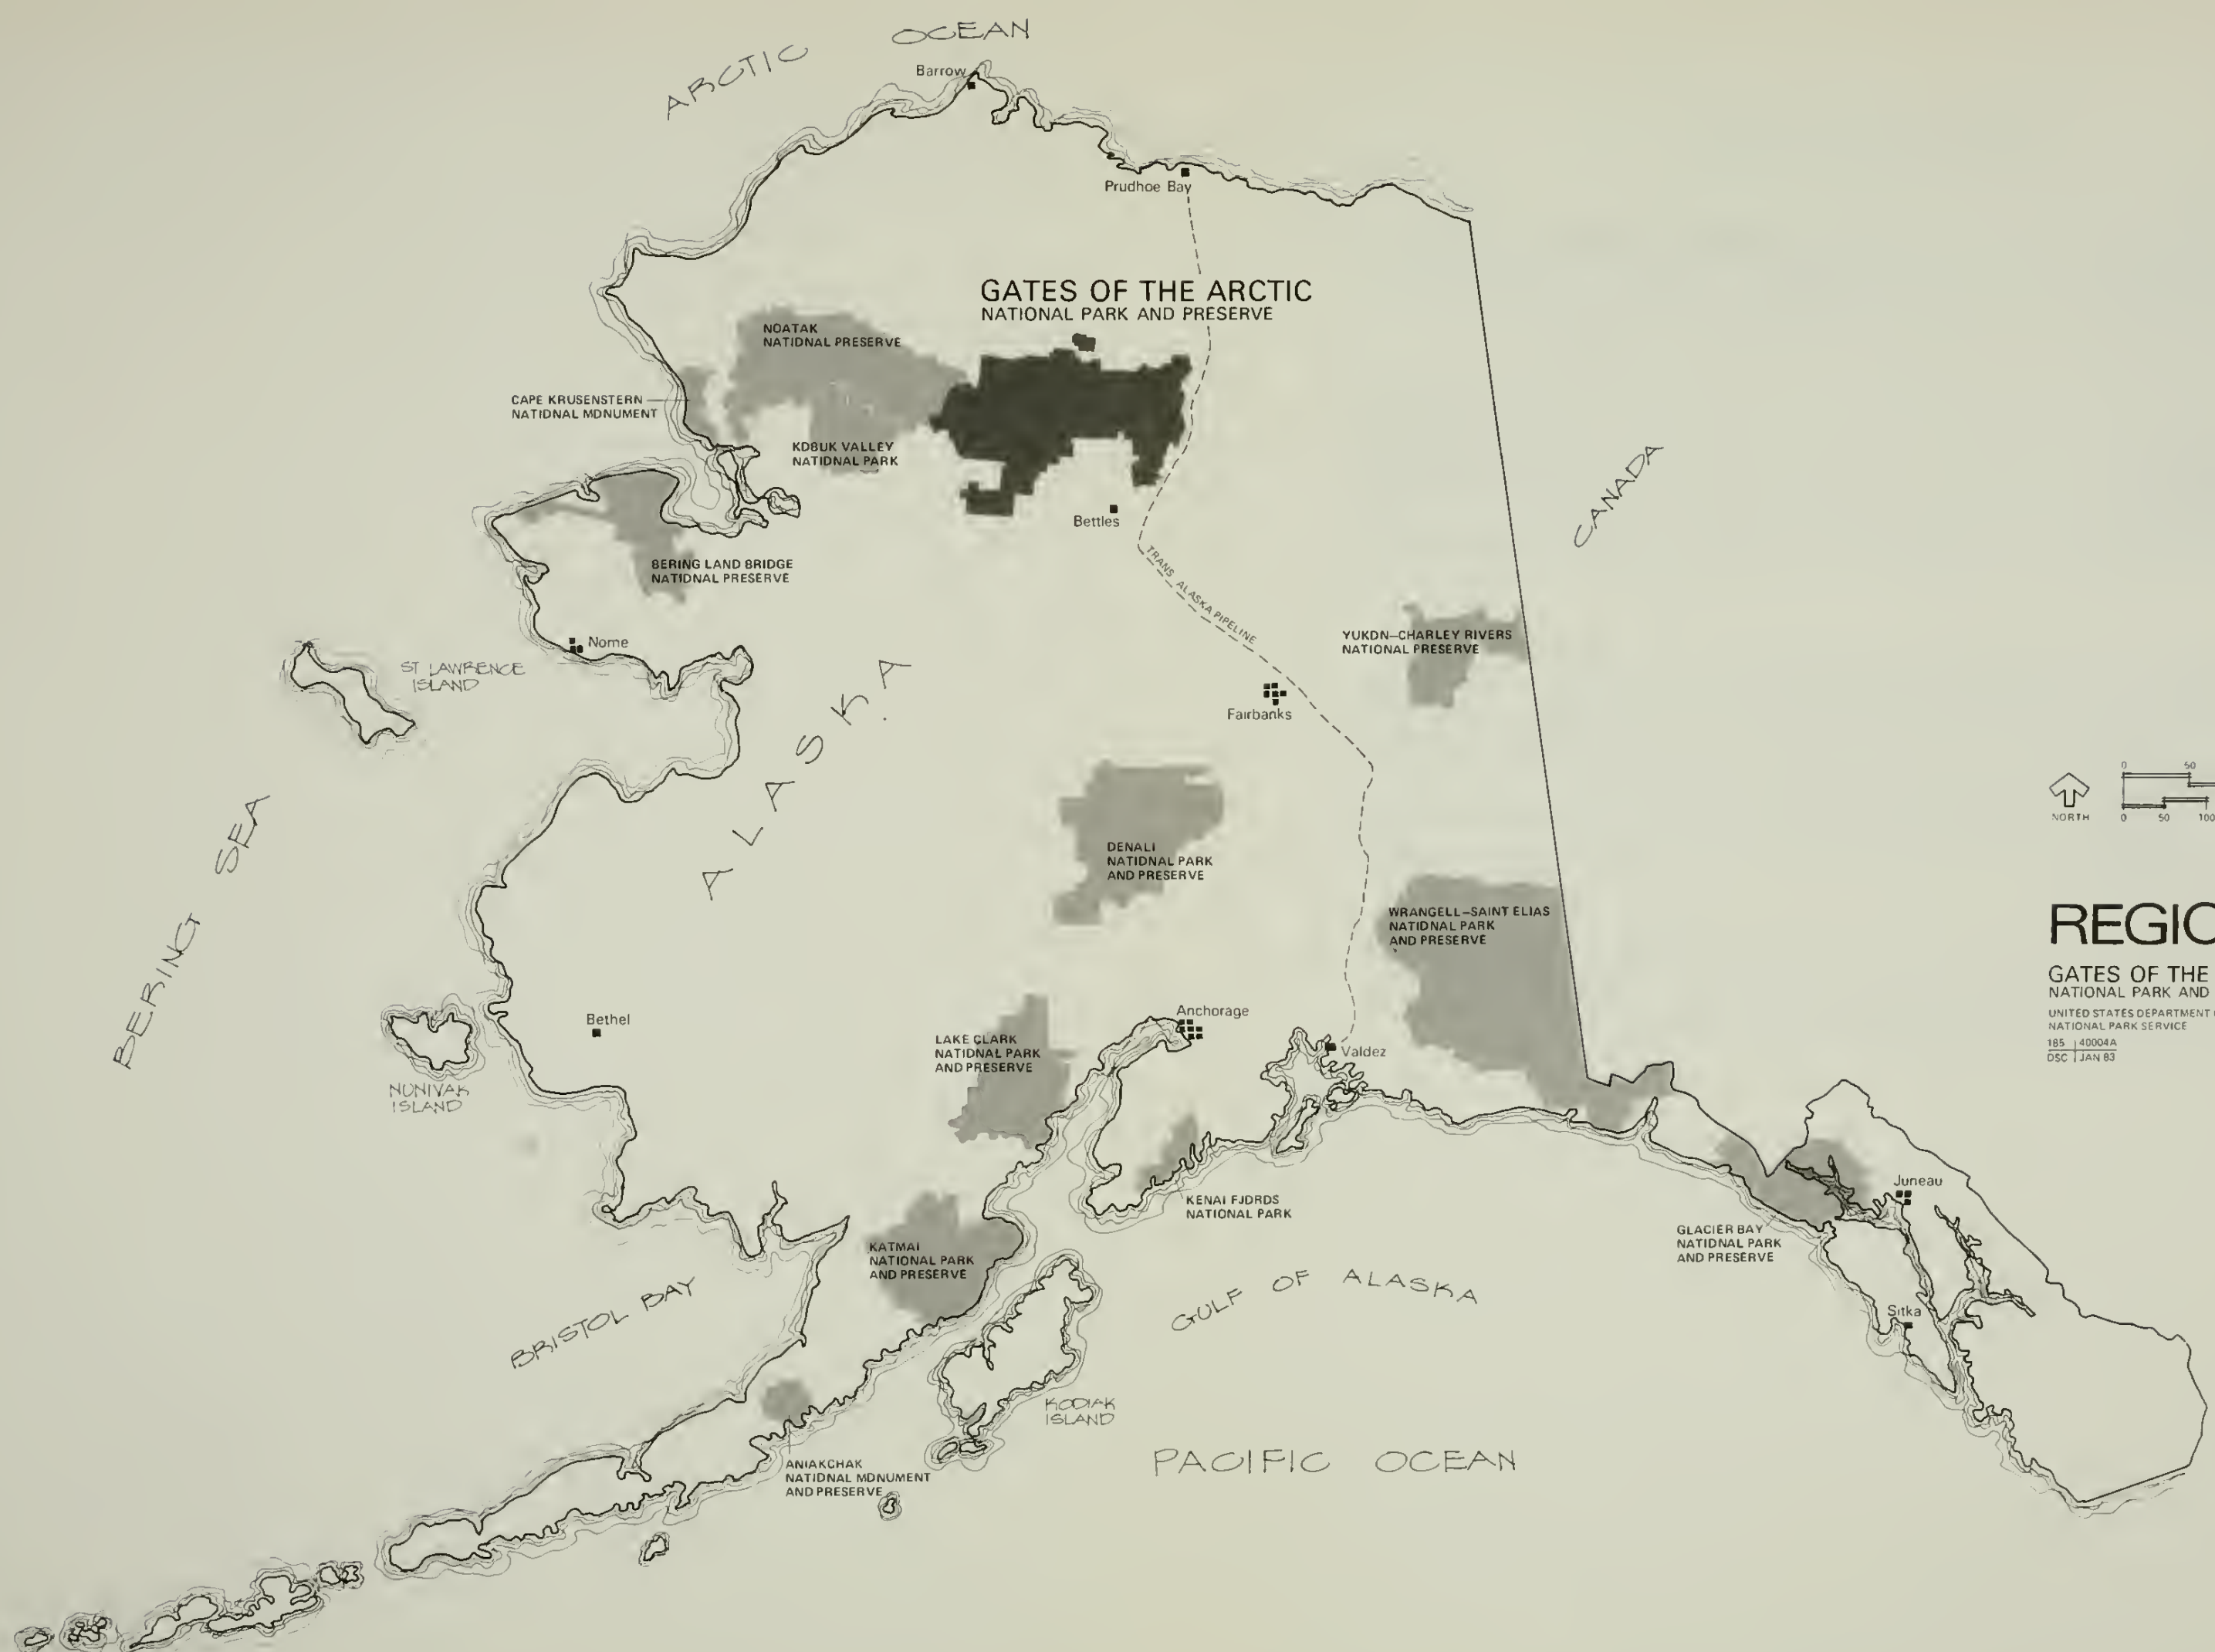 ARCTIC OCEAN
Barrow
Prudhoe Bay
GATES OF THE ARCTIC
NATIONAL PARK AND PRESERVE
NOATAK
NATIDNAL PRESERVE
CAPE KRUSENSTERN
NATIDNAL MDNUMENT
KDBUK VALLEY
NATIDNAL PARK
CANADA
Bettles
TRANS ALASKA PIPELINE
BERING LAND BRIDGE
NATIDNAL PRESERVE
YUKDN–CHARLEY RIVERS
NATIDNAL PRESERVE
Nome
ST LAWRENCE
ISLAND
ALASKA
Fairbanks
BERING SEA
NORTH
0 50
0 50 100
DENALI
NATIDNAL PARK
AND PRESERVE
WRANGELL–SAINT ELIAS
NATIDNAL PARK
AND PRESERVE
REGIO
GATES OF THE
NATIONAL PARK AND
UNITED STATES DEPARTMENT
NATIONAL PARK SERVICE
185 40004A
DSC JAN 83
Bethel
Anchorage
LAKE CLARK
NATIDNAL PARK
AND PRESERVE
Valdez
NUNIVAK
ISLAND
Juneau
KENAI FJDRDS
NATIDNAL PARK
GLACIER BAY
NATIONAL PARK
AND PRESERVE
KATMAI
NATIONAL PARK
AND PRESERVE
BRISTOL BAY
GULF OF ALASKA
Sitka
KODIAK
ISLAND
ANIAKCHAK
NATIDNAL MDNUMENT
AND PRESERVE
PACIFIC OCEAN